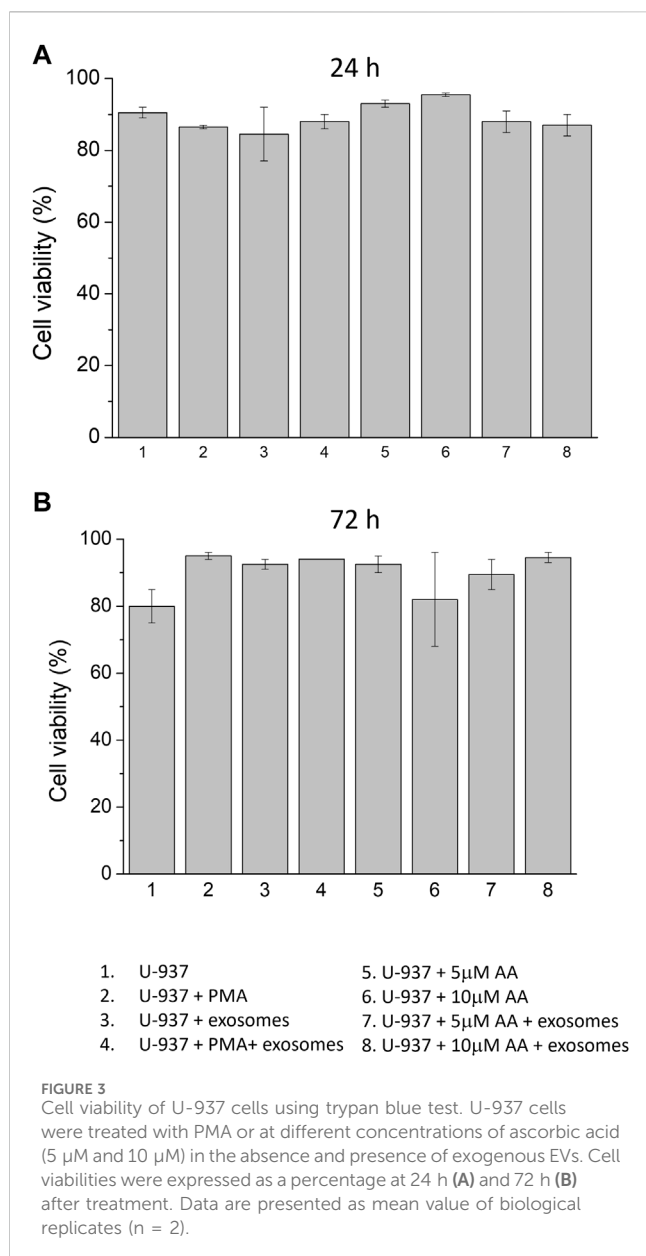 A
24 h
100
80
60
40
20
0
Cell viability (%)
1 2 3 4 5 6 7 8
B
72 h
100
80
60
40
20
0
Cell viability (%)
1 2 3 4 5 6 7 8
1. U-937
2. U-937 + PMA
3. U-937 + exosomes
4. U-937 + PMA+ exosomes
5. U-937 + 5µM AA
6. U-937 + 10µM AA
7. U-937 + 5µM AA + exosomes
8. U-937 + 10µM AA + exosomes
FIGURE 3
Cell viability of U-937 cells using trypan blue test. U-937 cells
were treated with PMA or at different concentrations of ascorbic acid
(5 µM and 10 µM) in the absence and presence of exogenous EVs. Cell
viabilities were expressed as a percentage at 24 h (A) and 72 h (B)
after treatment. Data are presented as mean value of biological
replicates (n = 2).